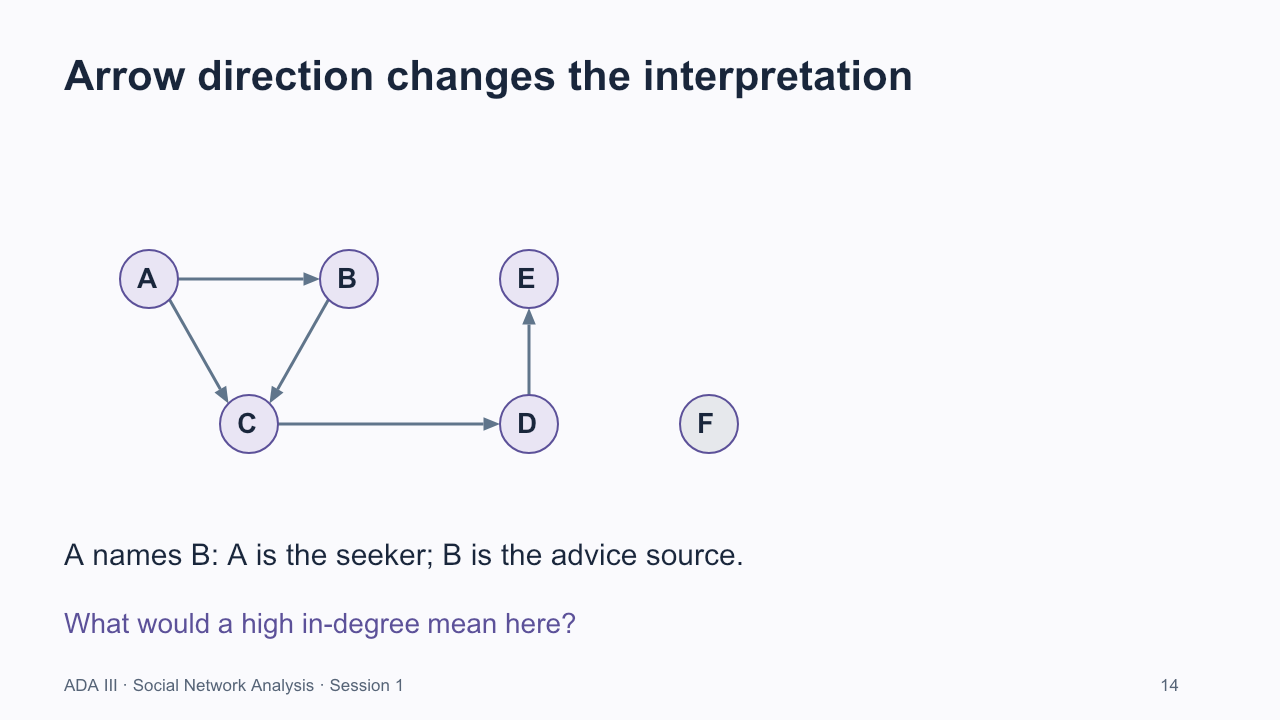 Arrow direction changes the interpretation
A B E
C D F
A names B: A is the seeker; B is the advice source.
What would a high in-degree mean here?
ADA III · Social Network Analysis · Session 1 14